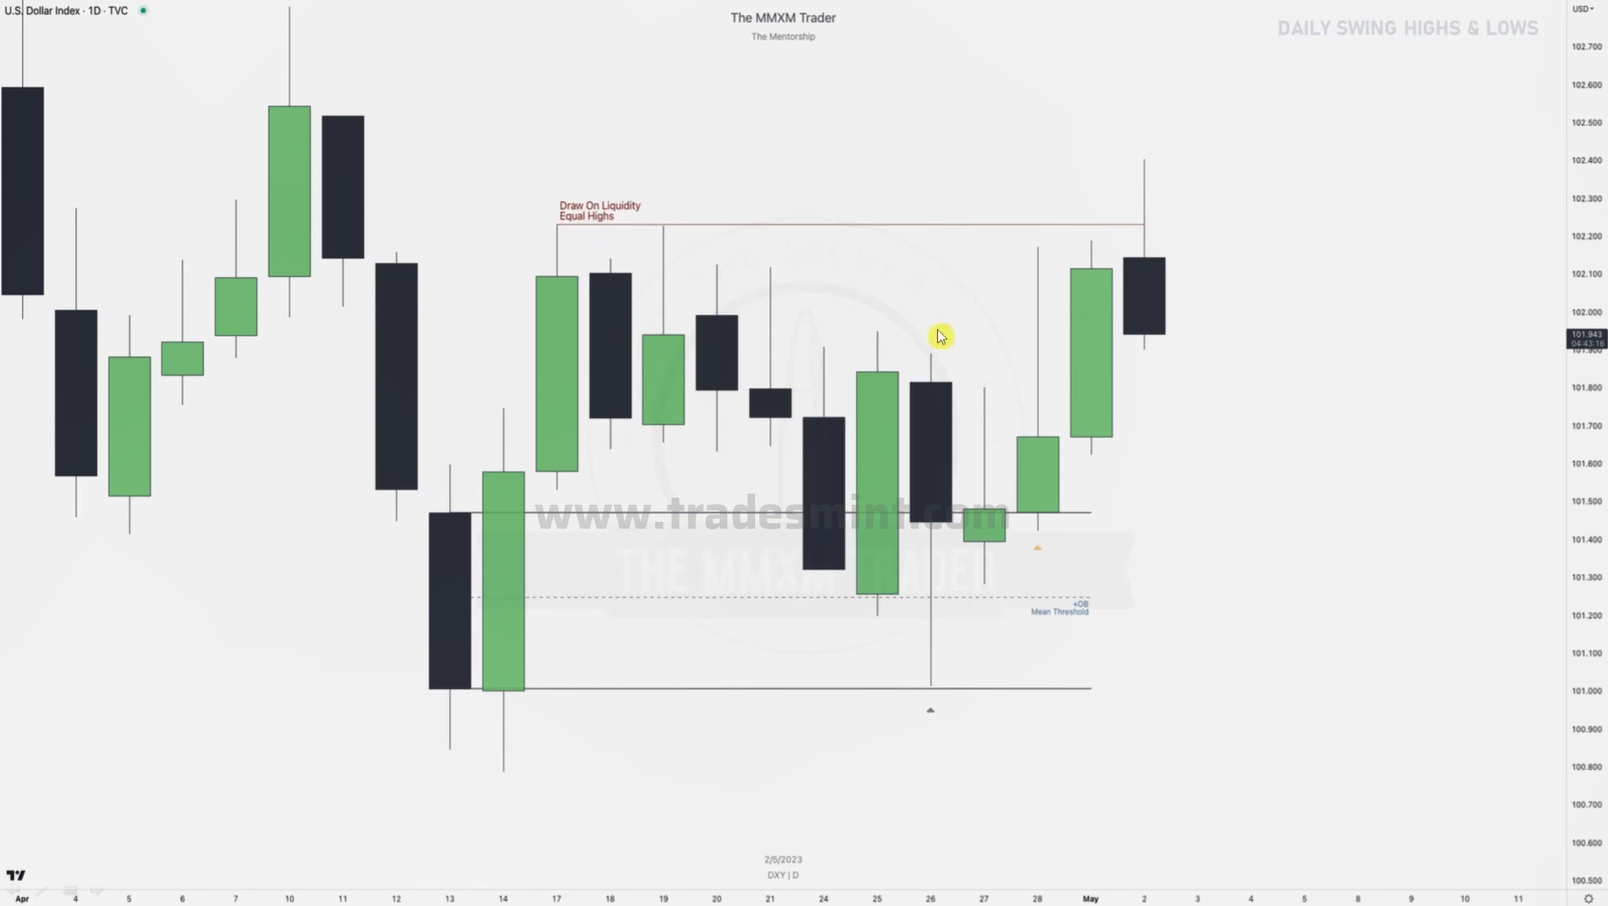 U.S. Dollar Index · 1D · TVC
The MMXM Trader
The Mentorship
DAILY SWING HIGHS & LOWS
USD
102.700
102.600
102.500
102.400
102.300
102.200
102.100
102.000
101.943
04:43:16
101.900
101.800
101.700
101.600
101.500
101.400
101.300
101.200
101.100
101.000
100.900
100.800
100.700
100.600
100.500
Draw On Liquidity
Equal Highs
www.tradesmint.com
THE MMXM TRADER
+OB
Mean Threshold
2/5/2023
DXY | D
Apr 4 5 6 7 10 11 12 13 14 17 18 19 20 21 24 25 26 27 28 May 2 3 4 5 8 9 10 11